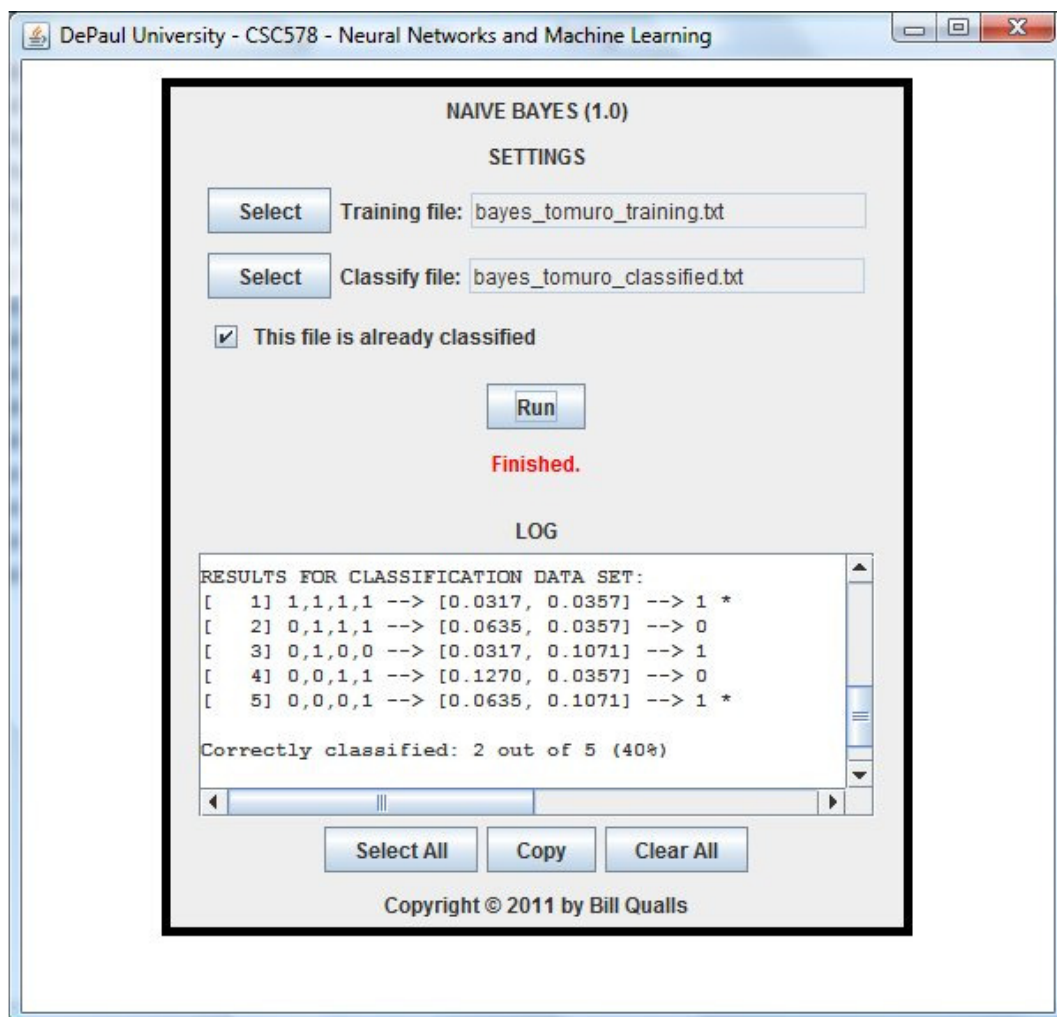 DePaul University - CSC578 - Neural Networks and Machine Learning
NAIVE BAYES (1.0)
SETTINGS
Select Training file: bayes_tomuro_training.txt
Select Classify file: bayes_tomuro_classified.txt
This file is already classified
Run
Finished.
LOG
RESULTS FOR CLASSIFICATION DATA SET:
[   1] 1,1,1,1 --> [0.0317, 0.0357] --> 1 *
[   2] 0,1,1,1 --> [0.0635, 0.0357] --> 0
[   3] 0,1,0,0 --> [0.0317, 0.1071] --> 1
[   4] 0,0,1,1 --> [0.1270, 0.0357] --> 0
[   5] 0,0,0,1 --> [0.0635, 0.1071] --> 1 *
Correctly classified: 2 out of 5 (40%)
Select All Copy Clear All
Copyright © 2011 by Bill Qualls